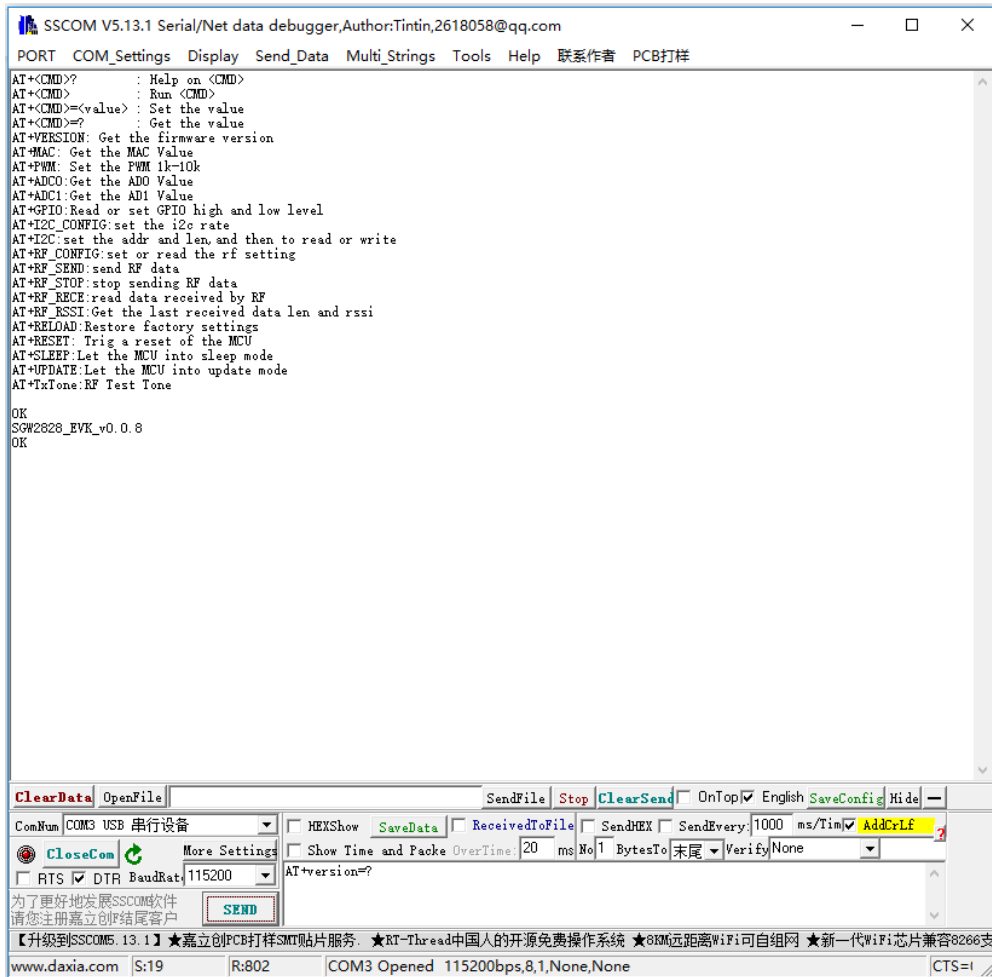 SSCOM V5.13.1 Serial/Net data debugger,Author:Tintin,2618058@qq.com
PORT COM_Settings Display Send_Data Multi_Strings Tools Help 联系作者 PCB打样
AT+<CMD>? : Help on <CMD>
AT+<CMD> : Run <CMD>
AT+<CMD>=<value> : Set the value
AT+<CMD>=? : Get the value
AT+VERSION: Get the firmware version
AT+MAC: Get the MAC Value
AT+PWM: Set the PWM 1k-10k
AT+ADC0:Get the AD0 Value
AT+ADC1:Get the AD1 Value
AT+GPIO:Read or set GPIO high and low level
AT+I2C_CONFIG:set the i2c rate
AT+I2C:set the addr and len,and then to read or write
AT+RF_CONFIG:set or read the rf setting
AT+RF_SEND:send RF data
AT+RF_STOP:stop sending RF data
AT+RF_RECE:read data received by RF
AT+RF_RSSI:Get the last received data len and rssi
AT+RELOAD:Restore factory settings
AT+RESET: Trig a reset of the MCU
AT+SLEEP:Let the MCU into sleep mode
AT+UPDATE:Let the MCU into update mode
AT+TxTone:RF Test Tone
OK
SGW2828_EVK_v0.0.8
OK
ClearData OpenFile SendFile Stop ClearSend OnTop English SaveConfig Hide
ComNum COM3 USB 串行设备 HEXShow SaveData ReceivedToFile SendHEX SendEvery: 1000 ms/Tim AddCrLf ?
CloseCom More Settings Show Time and Packe OverTime: 20 ms No 1 BytesTo 末尾 Verify None
RTS DTR BaudRat: 115200 AT+version=?
为了更好地发展SSCOM软件
请您注册嘉立创F结尾客户 SEND
【升级到SSCOM5.13.1】★嘉立创PCB打样SMT贴片服务. ★RT-Thread中国人的开源免费操作系统 ★8KM远距离WiFi可自组网 ★新一代WiFi芯片兼容8266支
www.daxia.com S:19 R:802 COM3 Opened 115200bps,8,1,None,None CTS=